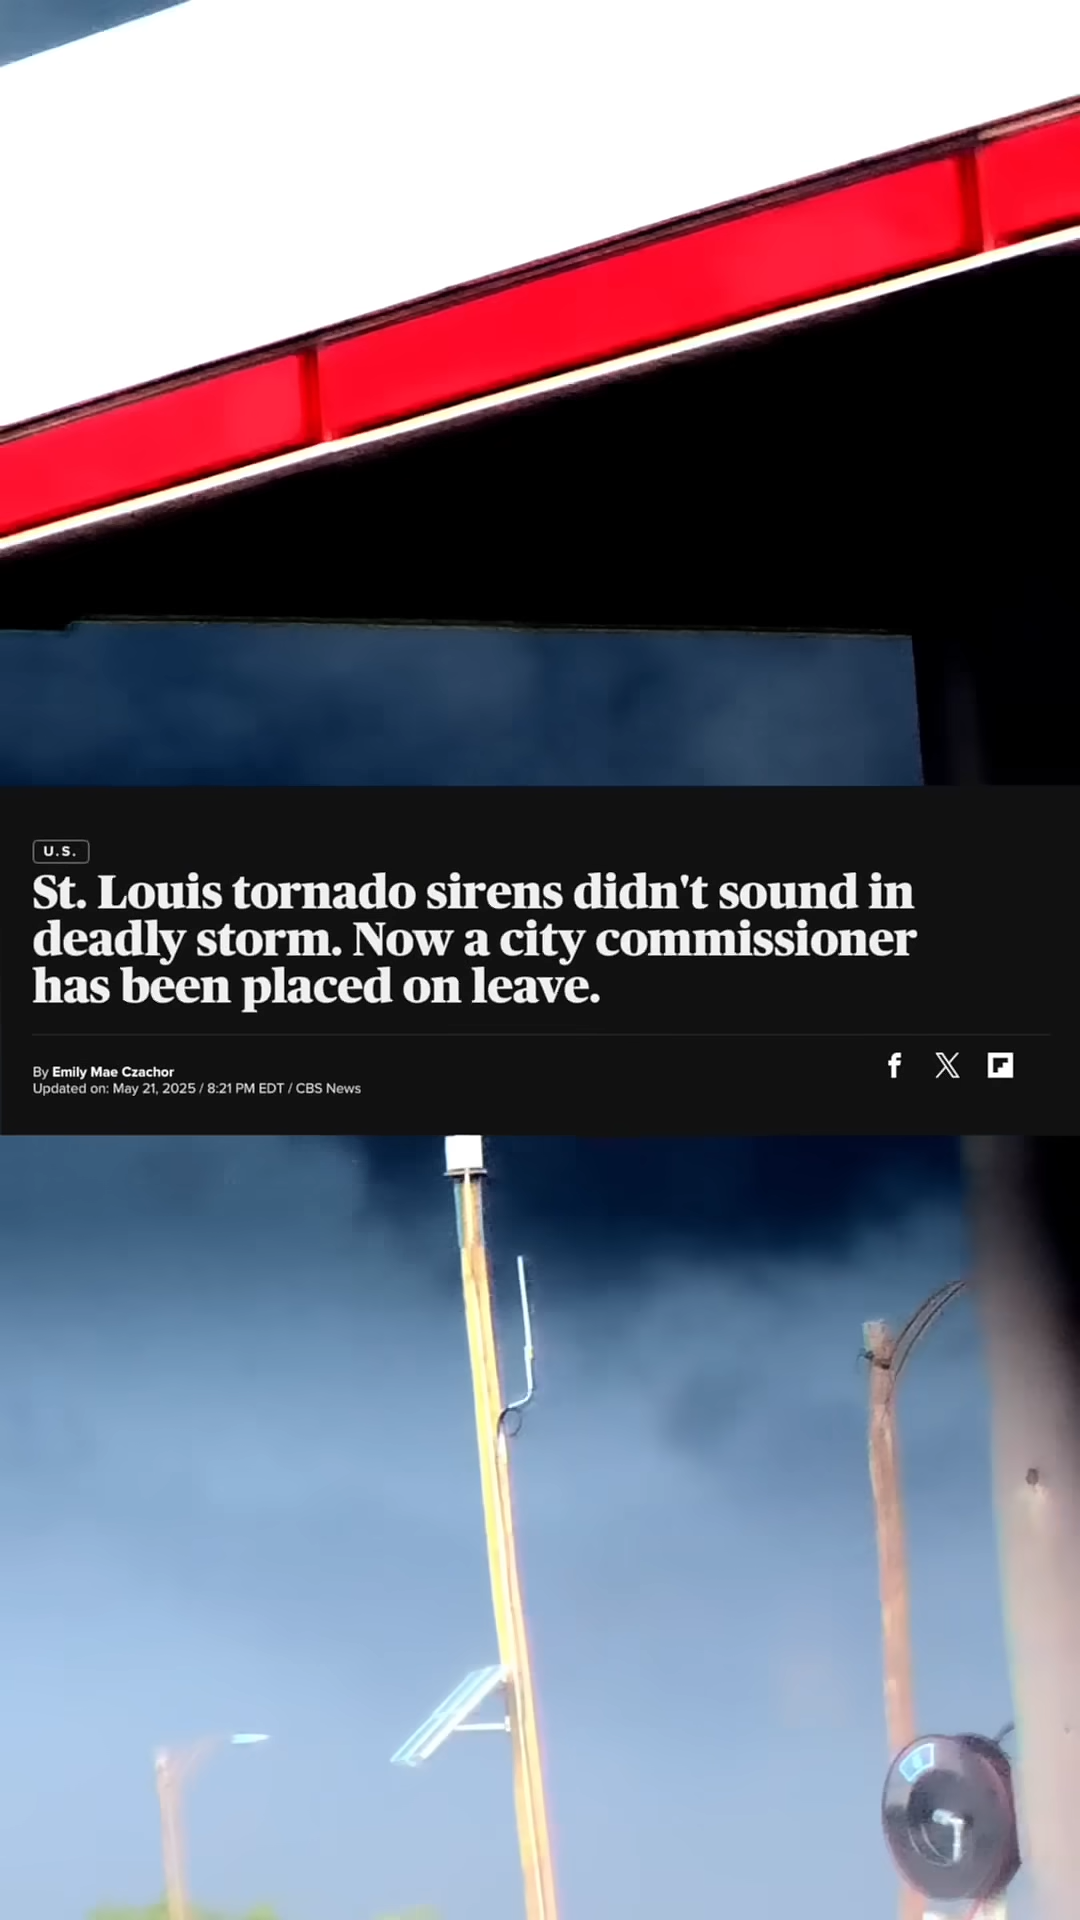 U.S.
St. Louis tornado sirens didn't sound in
deadly storm. Now a city commissioner
has been placed on leave.
By Emily Mae Czachor
Updated on: May 21, 2025 / 8:21 PM EDT / CBS News